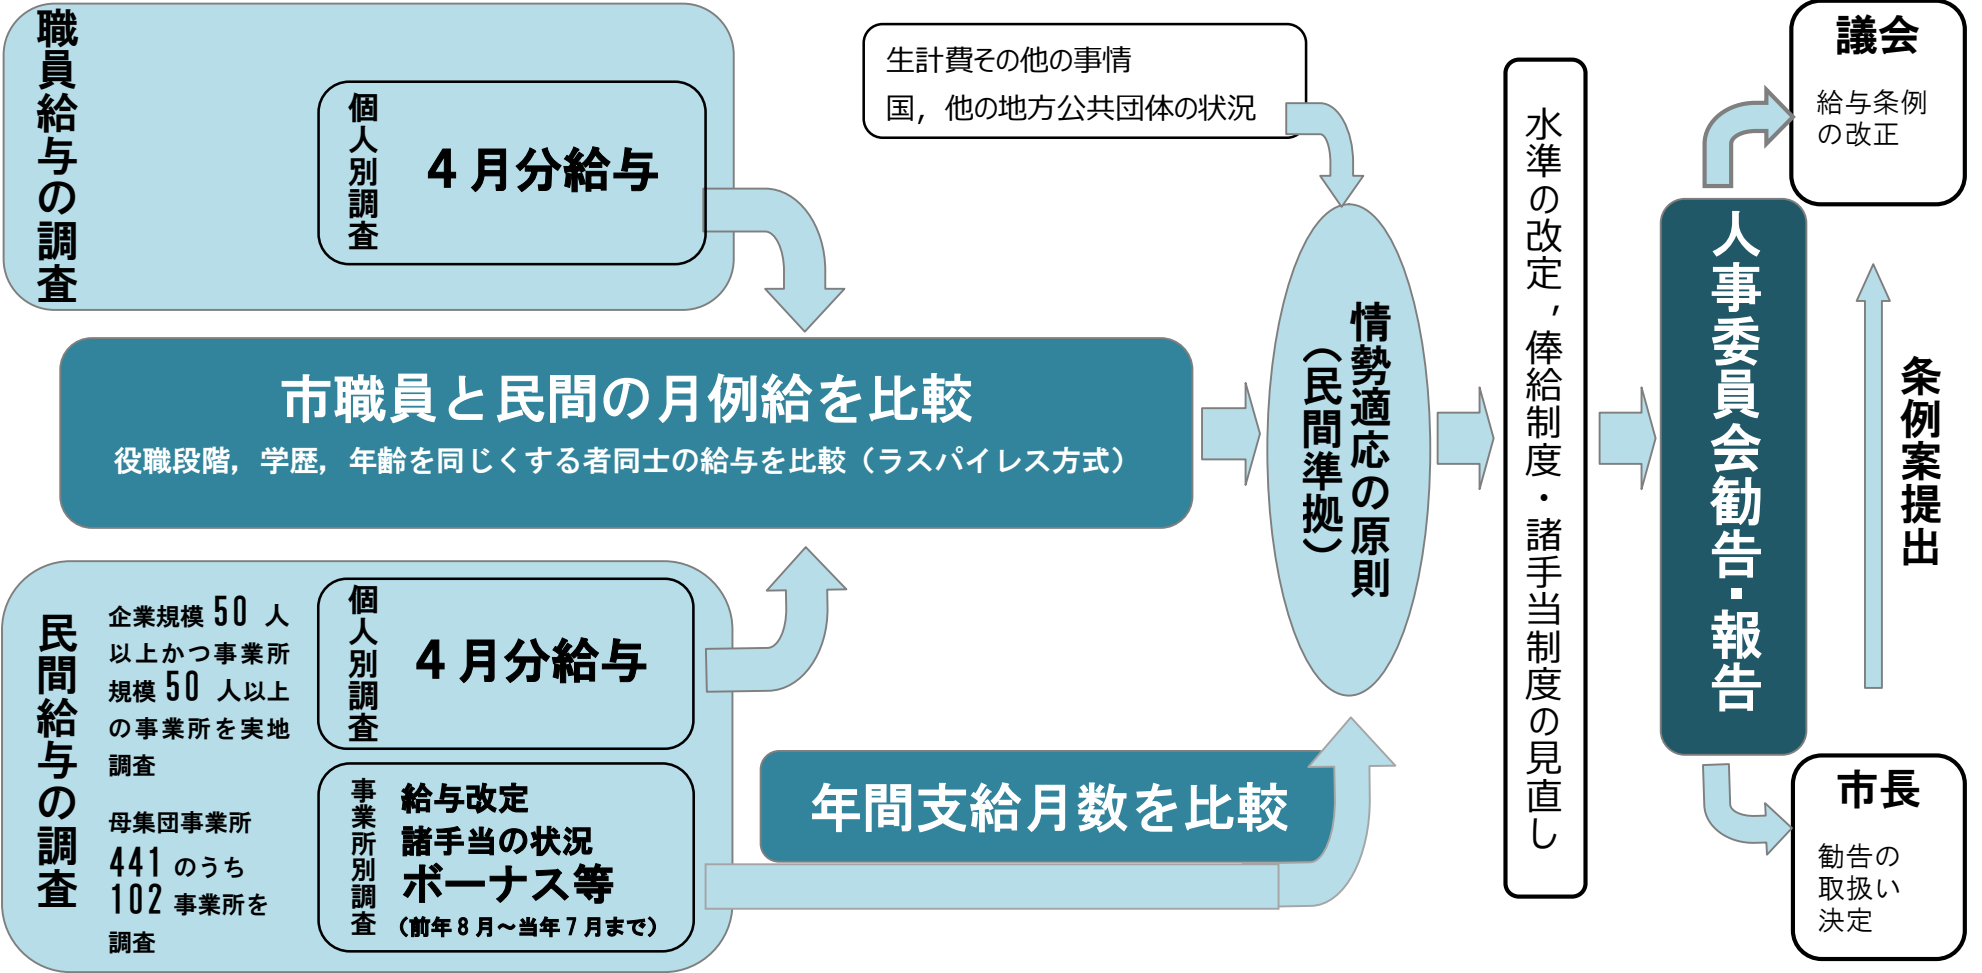 職員給与の調査
個人別調査
４月分給与
生計費その他の事情
国，他の地方公共団体の状況
市職員と民間の月例給を比較
役職段階，学歴，年齢を同じくする者同士の給与を比較（ラスパイレス方式）
民間給与の調査
企業規模 50 人
以上かつ事業所
規模 50 人以上
の事業所を実地
調査
母集団事業所
441 のうち
102 事業所を
調査
個人別調査
４月分給与
事業所別調査
給与改定
諸手当の状況
ボーナス等
（前年８月～当年７月まで）
年間支給月数を比較
情勢適応の原則
（民間準拠）
水準の改定，俸給制度・諸手当制度の見直し
人事委員会勧告・報告
議会
給与条例
の改正
条例案提出
市長
勧告の
取扱い
決定